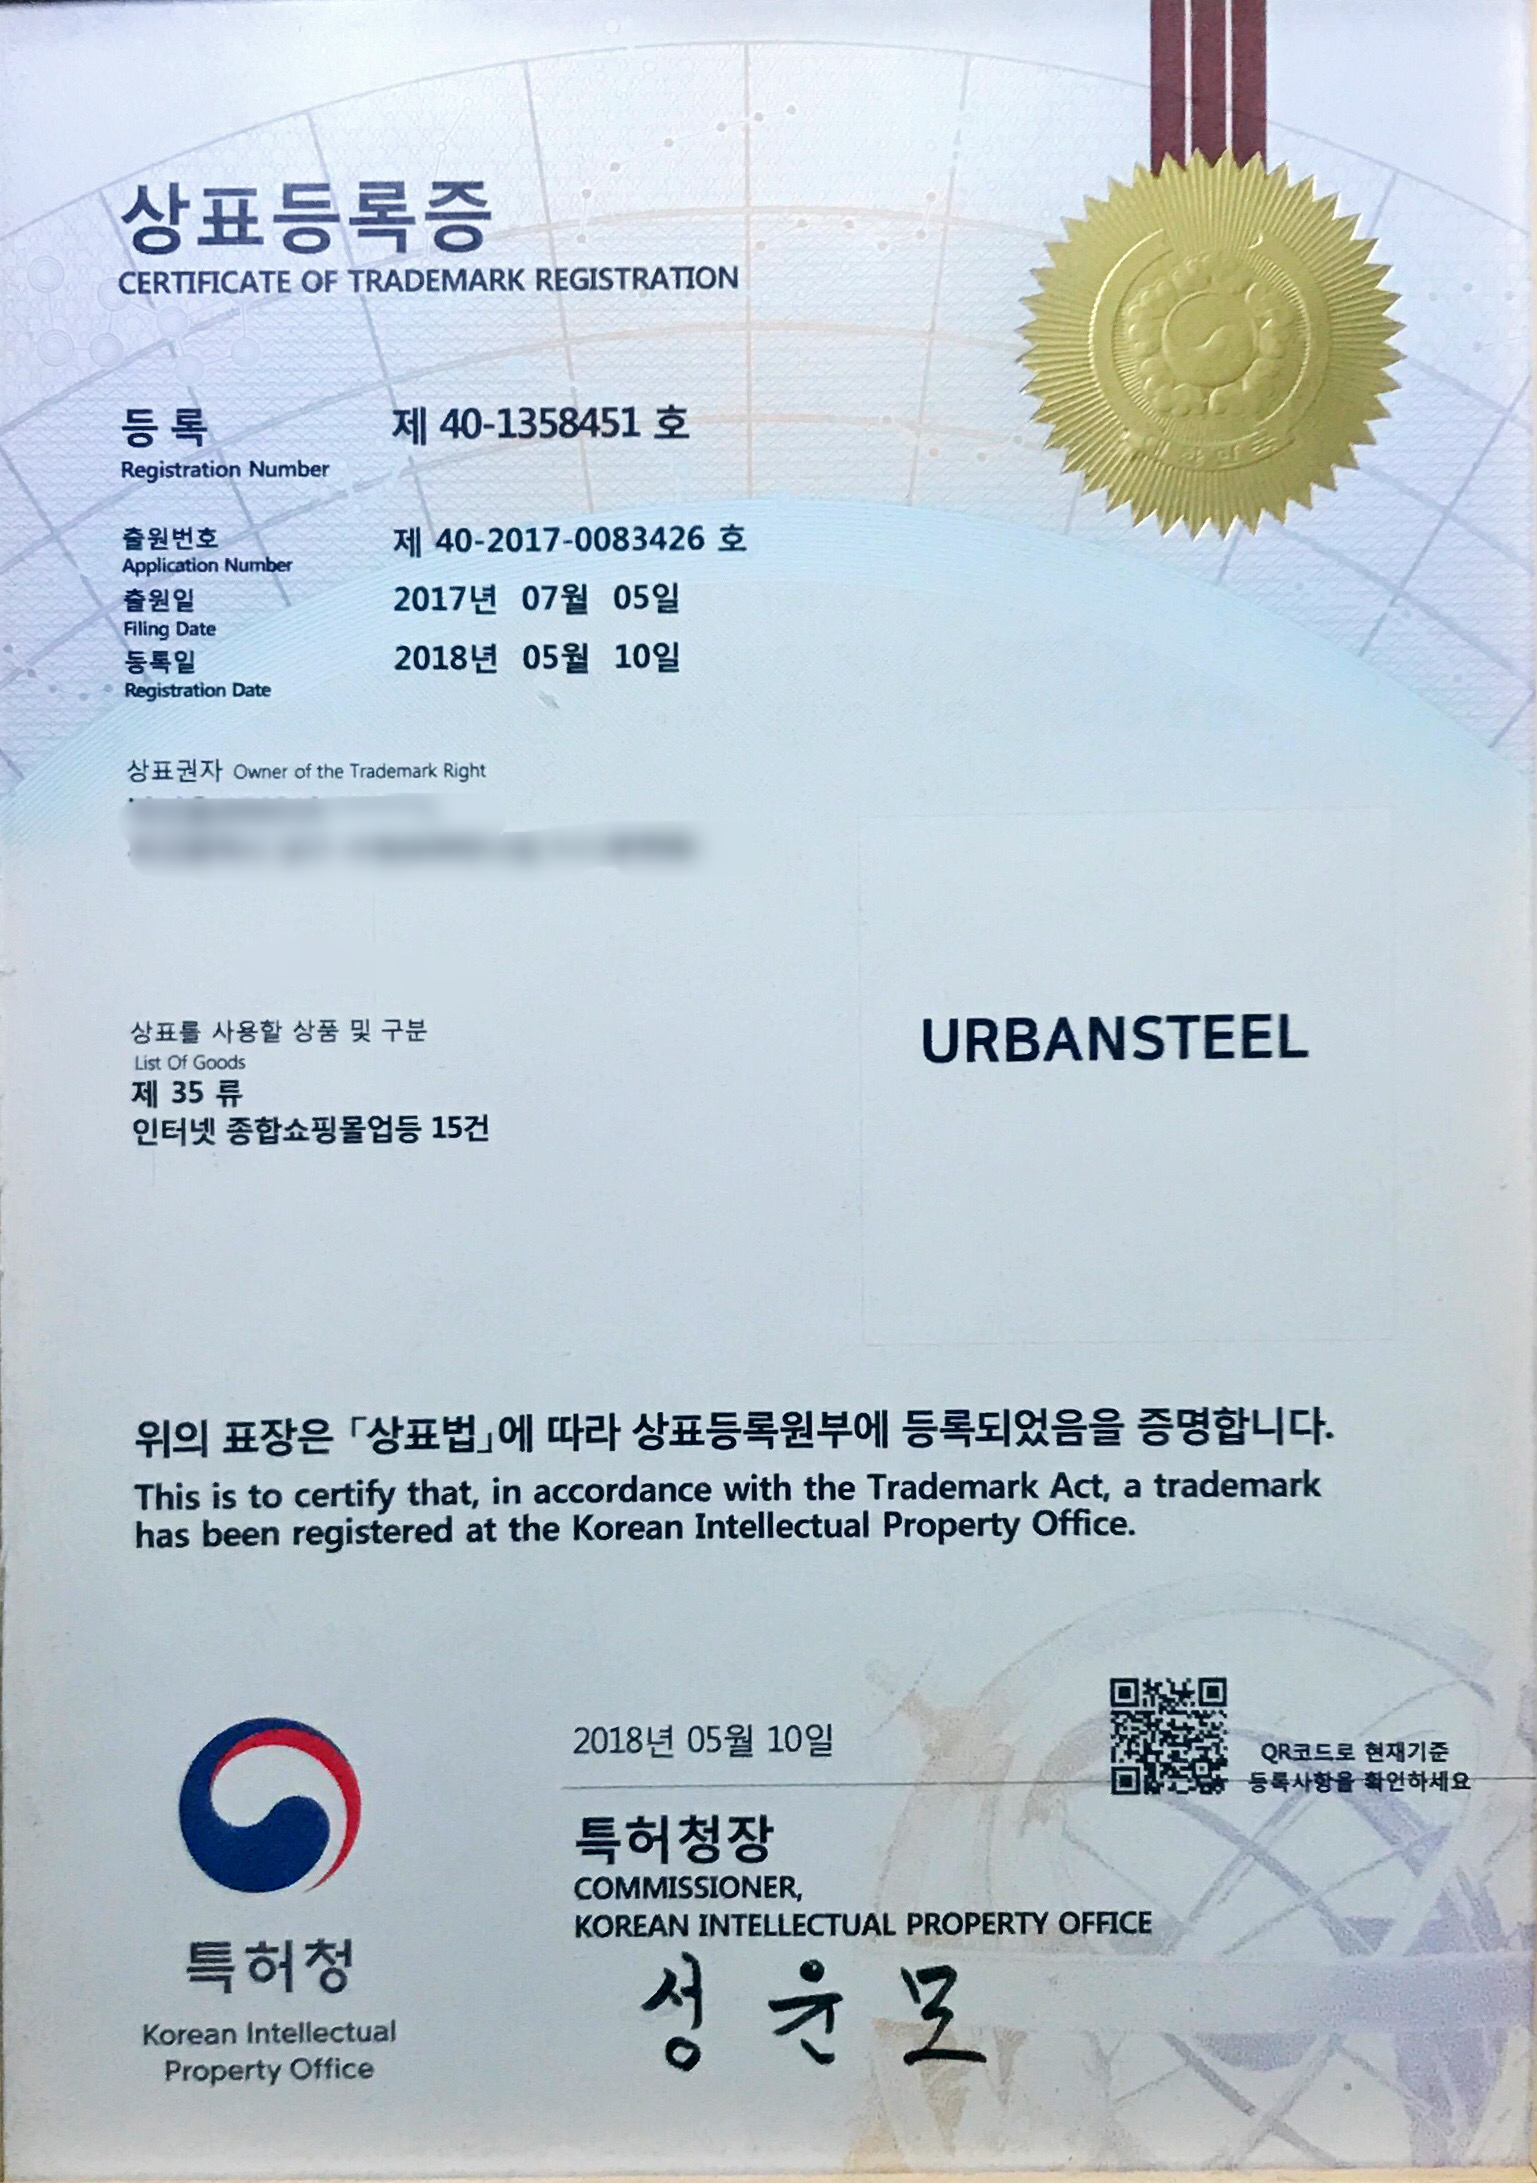 상표등록증
CERTIFICATE OF TRADEMARK REGISTRATION
등 록 제 40-1358451 호
Registration Number
출원번호 제 40-2017-0083426 호
Application Number
출원일 2017년 07월 05일
Filing Date
등록일 2018년 05월 10일
Registration Date
상표권자 Owner of the Trademark Right
상표를 사용할 상품 및 구분
List Of Goods
제 35 류
인터넷 종합쇼핑몰업등 15건
URBANSTEEL
위의 표장은 「상표법」에 따라 상표등록원부에 등록되었음을 증명합니다.
This is to certify that, in accordance with the Trademark Act, a trademark
has been registered at the Korean Intellectual Property Office.
2018년 05월 10일
QR코드로 현재기준
등록사항을 확인하세요
특허청장
COMMISSIONER,
KOREAN INTELLECTUAL PROPERTY OFFICE
성윤모
특허청
Korean Intellectual
Property Office